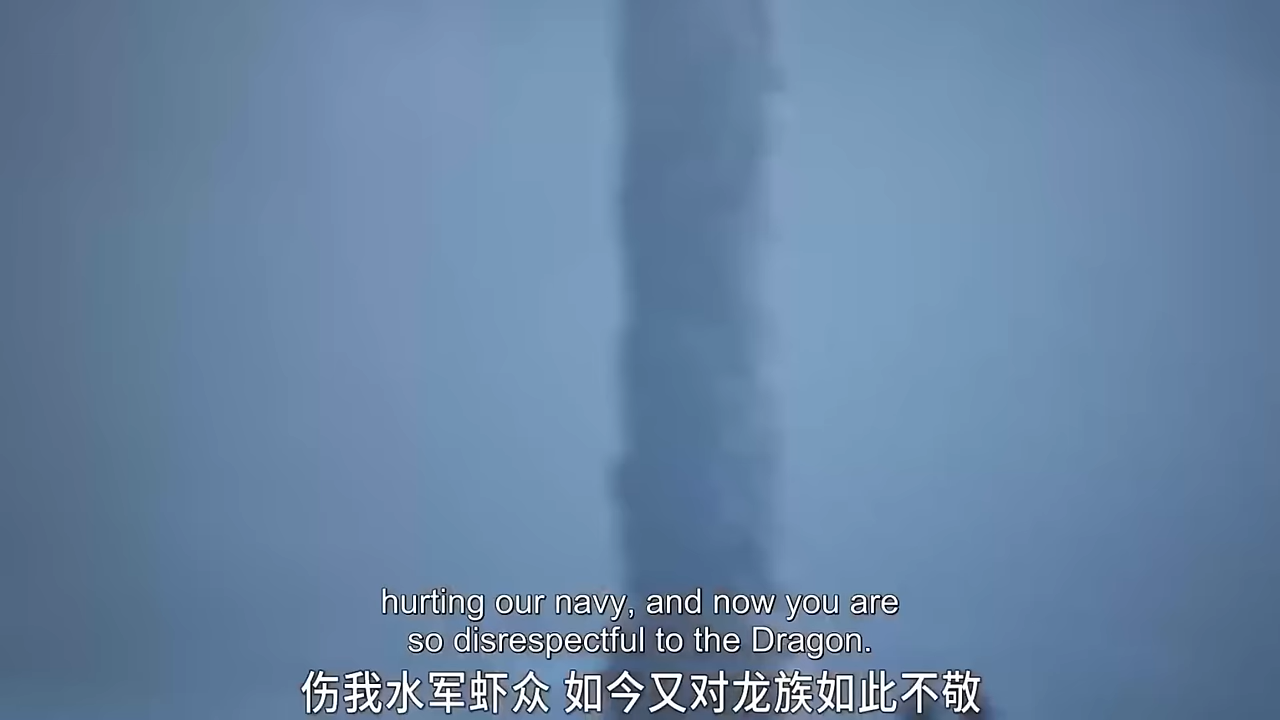 hurting our navy, and now you are
so disrespectful to the Dragon.
伤我水军虾众 如今又对龙族如此不敬